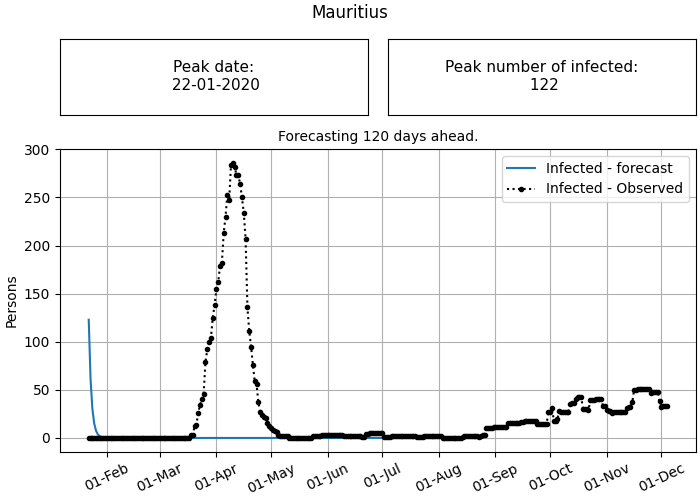 Mauritius
Peak date:
22-01-2020
Peak number of infected:
122
Forecasting 120 days ahead.
Infected - forecast
Infected - Observed
Persons
300
250
200
150
100
50
0
01-Feb
01-Mar
01-Apr
01-May
01-Jun
01-Jul
01-Aug
01-Sep
01-Oct
01-Nov
01-Dec